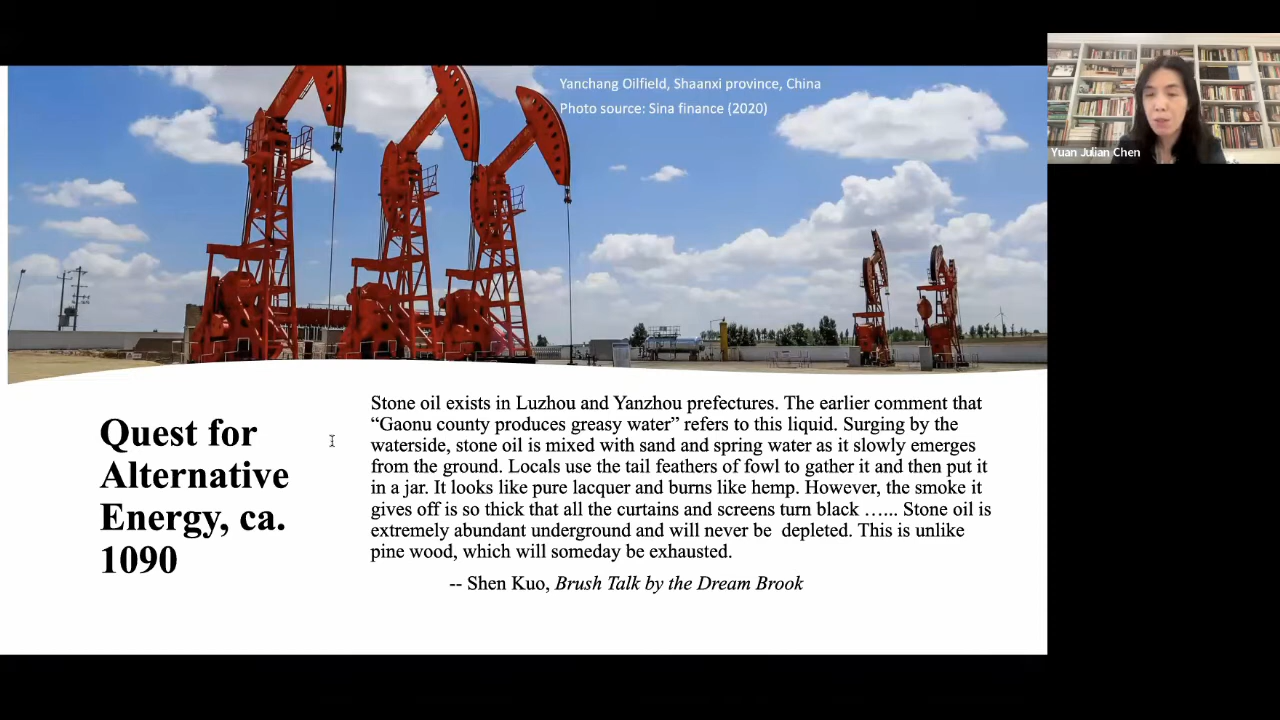 Yanchang Oilfield, Shaanxi province, China
Photo source: Sina finance (2020)
Yuan Julian Chen
Quest for
Alternative
Energy, ca.
1090
Stone oil exists in Luzhou and Yanzhou prefectures. The earlier comment that
“Gaonu county produces greasy water” refers to this liquid. Surging by the
waterside, stone oil is mixed with sand and spring water as it slowly emerges
from the ground. Locals use the tail feathers of fowl to gather it and then put it
in a jar. It looks like pure lacquer and burns like hemp. However, the smoke it
gives off is so thick that all the curtains and screens turn black …... Stone oil is
extremely abundant underground and will never be  depleted. This is unlike
pine wood, which will someday be exhausted.
-- Shen Kuo, Brush Talk by the Dream Brook